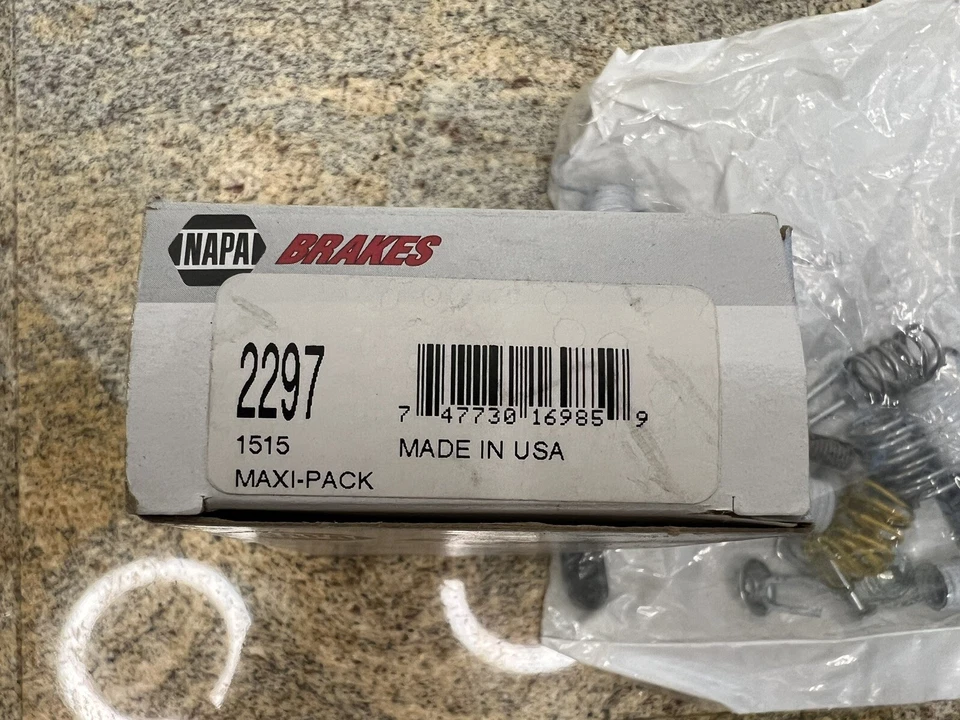 NAPA BRAKES
2297
7 47730 16985 9
1515
MADE IN USA
MAXI-PACK